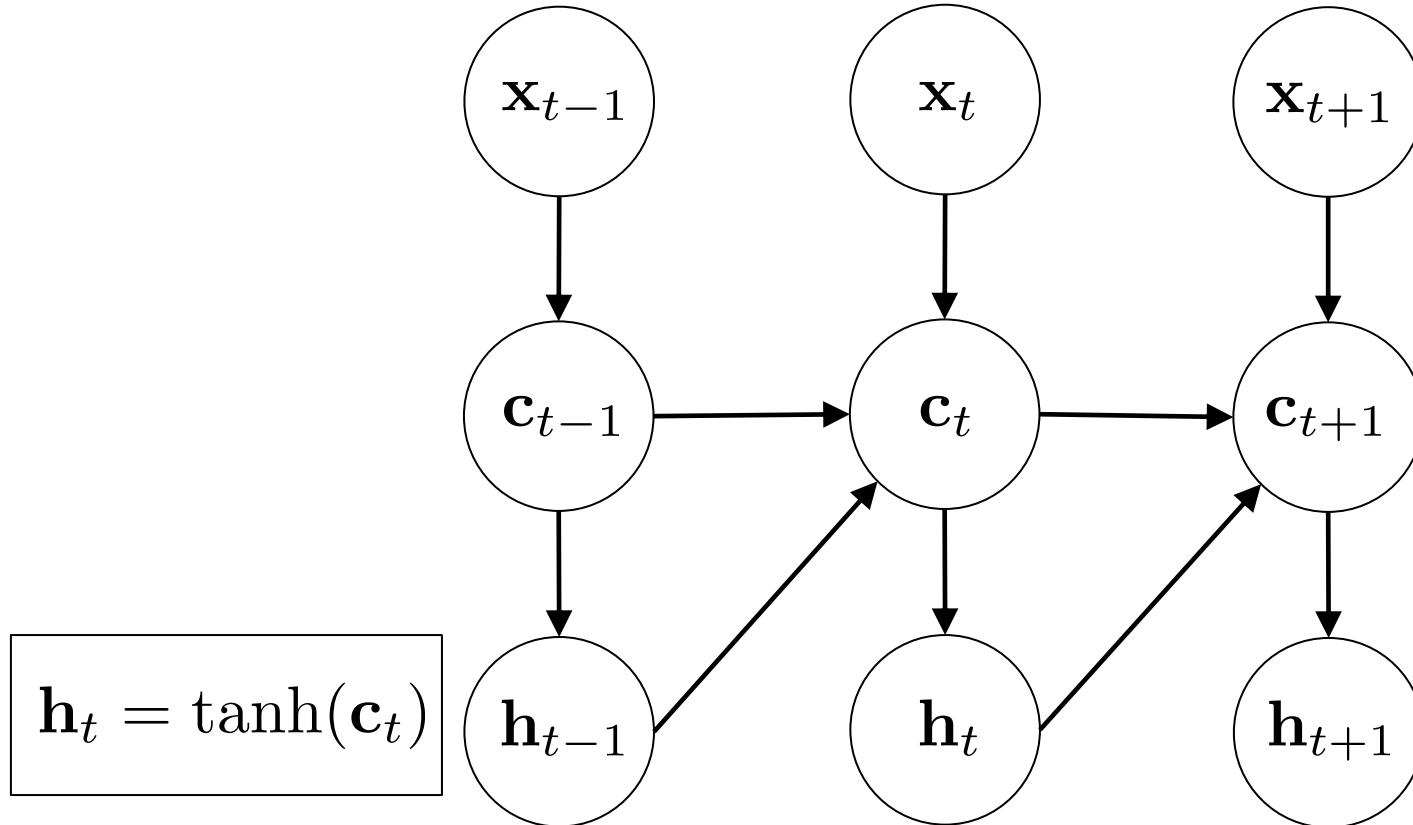 x_{t−1} x_t x_{t+1}
c_{t−1} c_t c_{t+1}
h_t = tanh(c_t) h_{t−1} h_t h_{t+1}